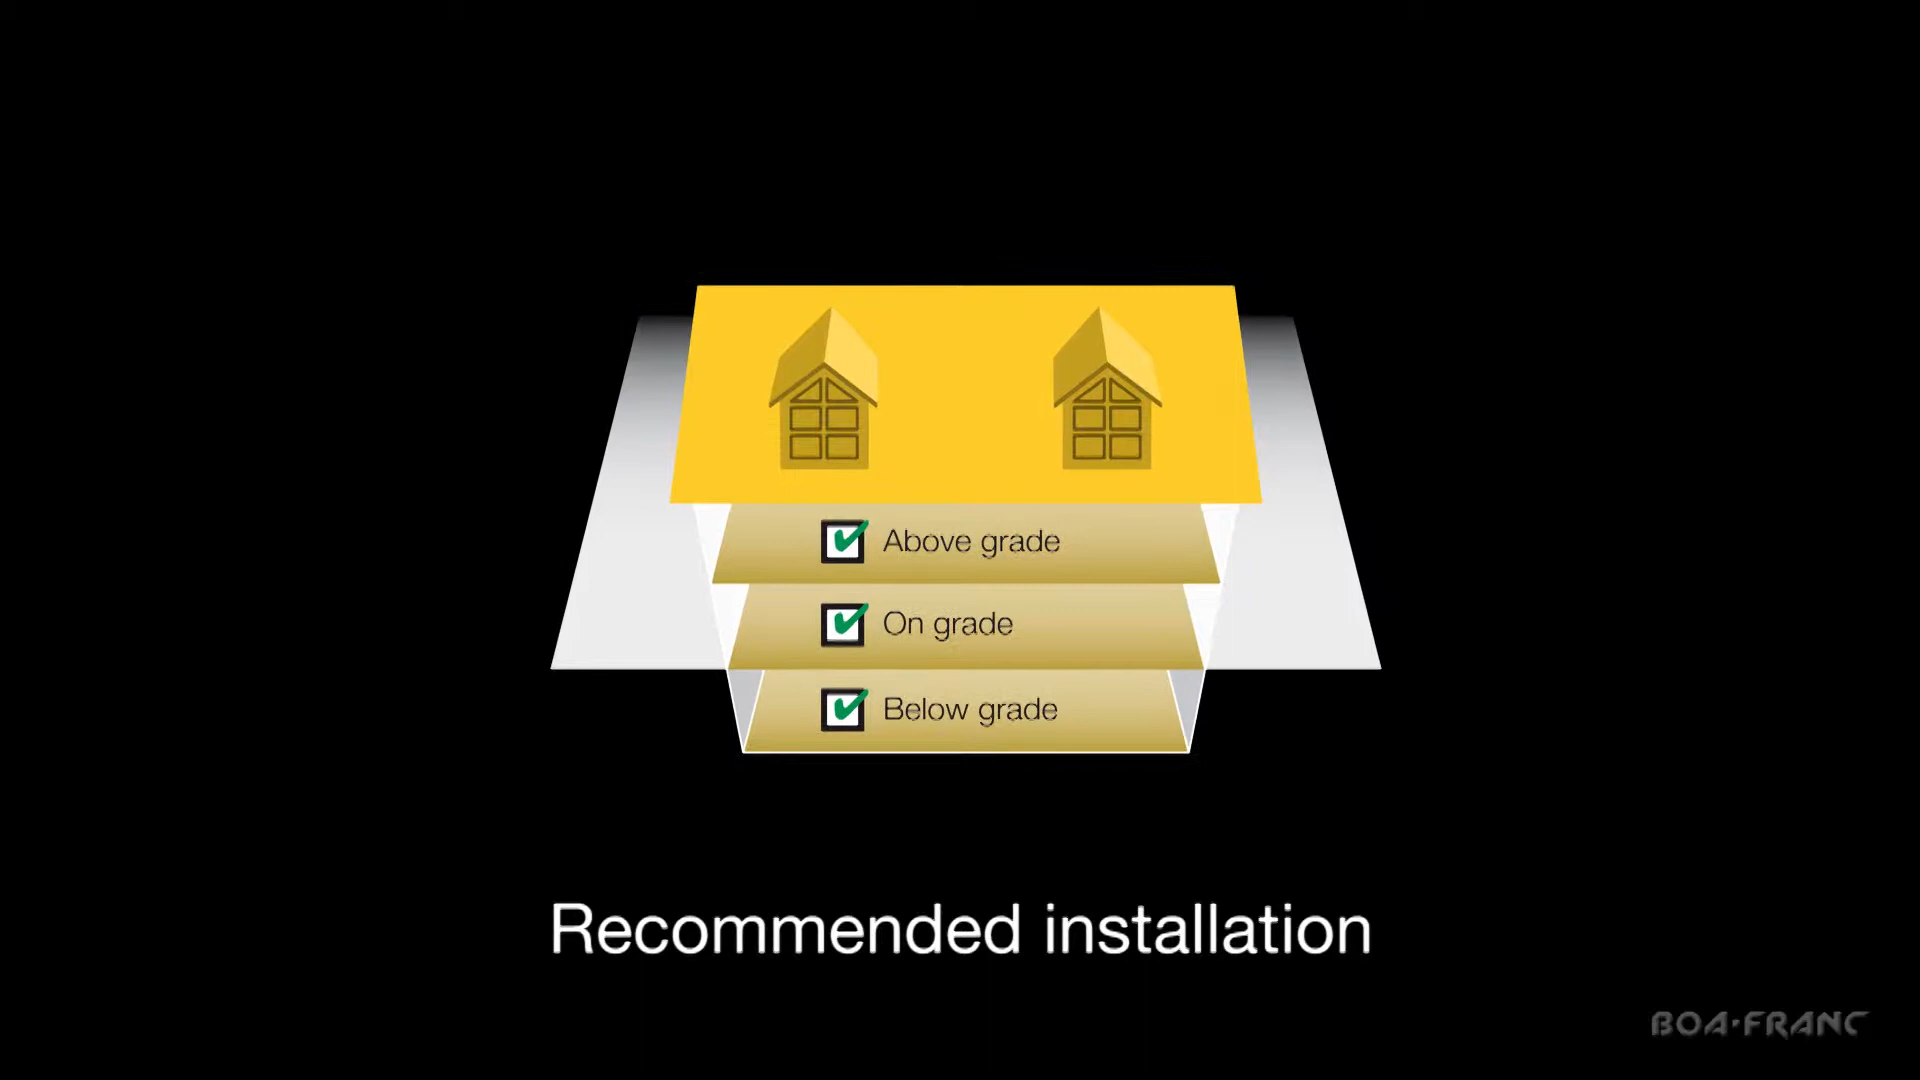 Above grade
On grade
Below grade
Recommended installation
BOA-FRANC